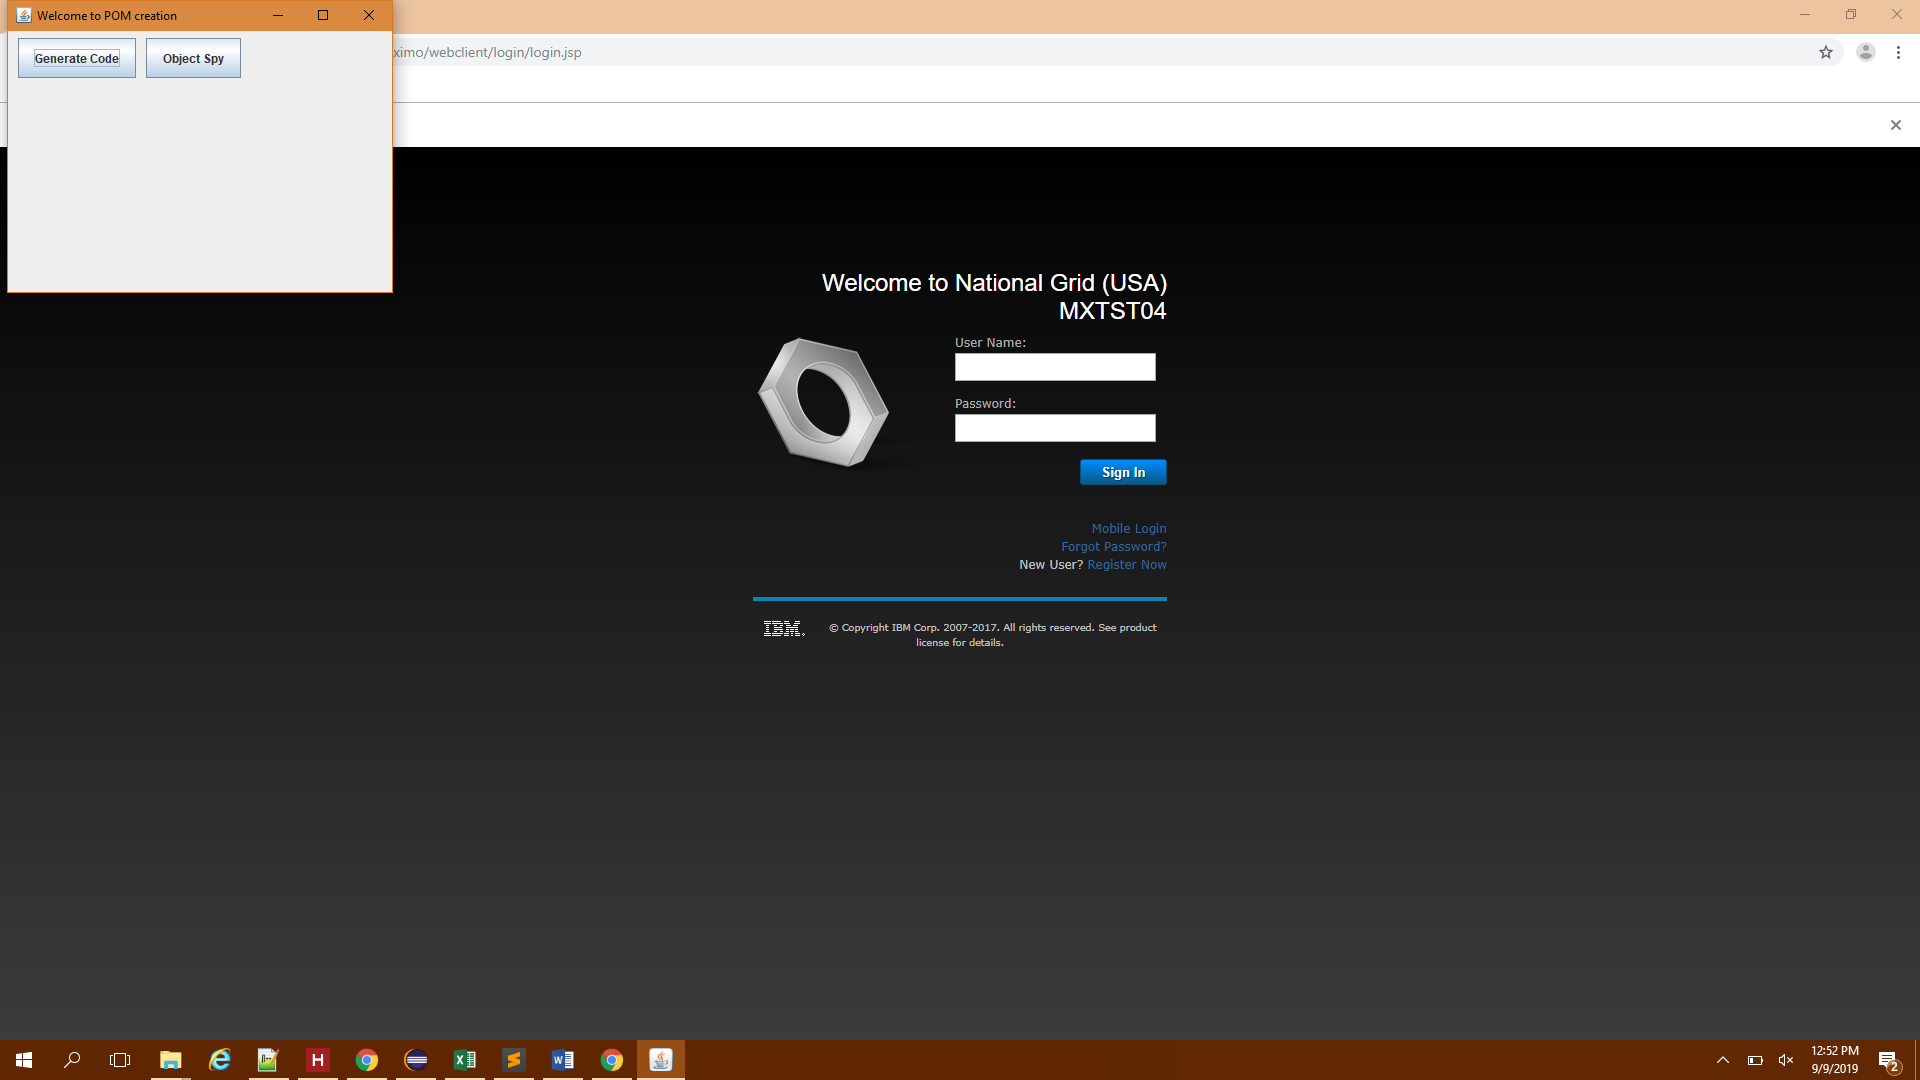 Welcome to POM creation
Generate Code
Object Spy
ximo/webclient/login/login.jsp
Welcome to National Grid (USA)
MXTST04
User Name:
Password:
Sign In
Mobile Login
Forgot Password?
New User? Register Now
IBM.
© Copyright IBM Corp. 2007-2017. All rights reserved. See product
license for details.
H
12:52 PM
9/9/2019
2